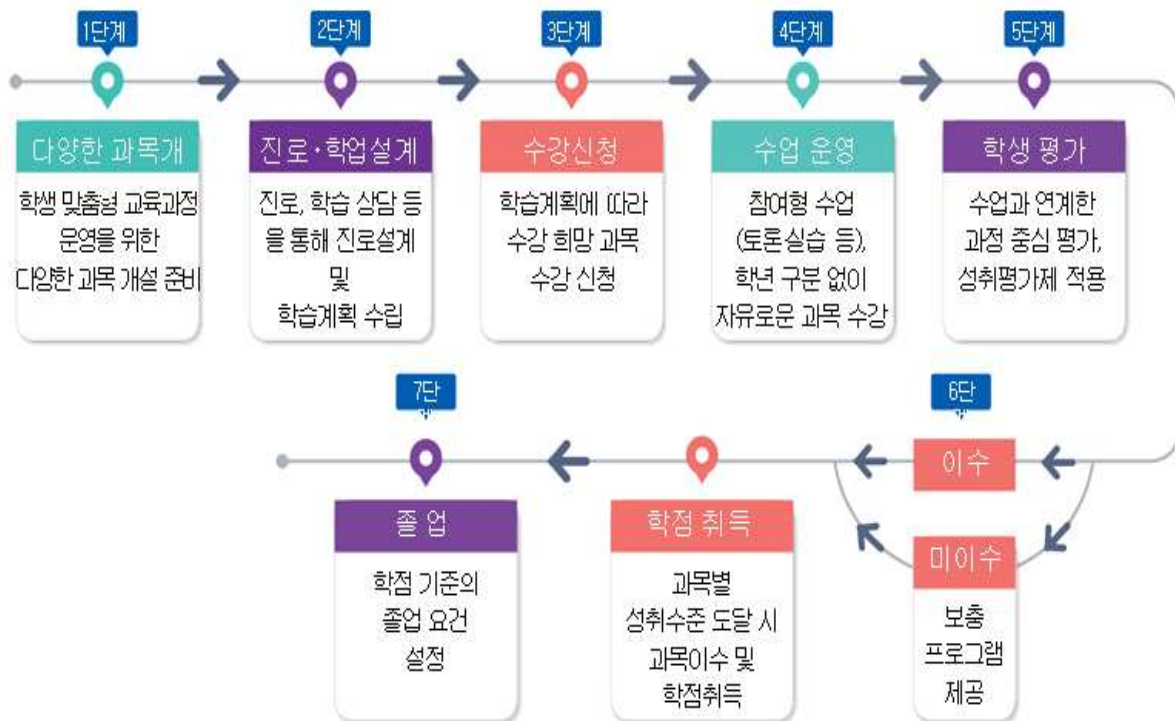 1단계
다양한 과목개
학생 맞춤형 교육과정
운영을 위한
다양한 과목 개설 준비
2단계
진로·학업설계
진로, 학습 상담 등
을 통해 진로설계
및
학습계획 수립
3단계
수강신청
학습계획에 따라
수강 희망 과목
수강 신청
4단계
수업 운영
참여형 수업
(토론실습 등),
학년 구분 없이
자유로운 과목 수강
5단계
학생 평가
수업과 연계한
과정 중심 평가,
성취평가제 적용
6단
이수
미이수
보충
프로그램
제공
학점 취득
과목별
성취수준 도달 시
과목이수 및
학점취득
7단
졸 업
학점 기준의
졸업 요건
설정